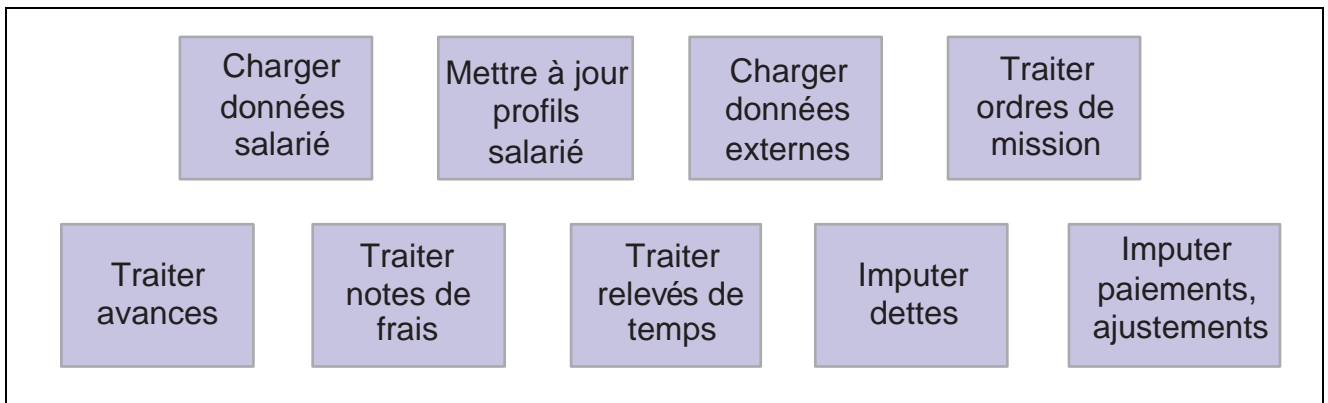 Charger
données
salarié
Mettre à jour
profils
salarié
Charger
données
externes
Traiter
ordres de
mission
Traiter
avances
Traiter
notes de
frais
Traiter
relevés de
temps
Imputer
dettes
Imputer
paiements,
ajustements